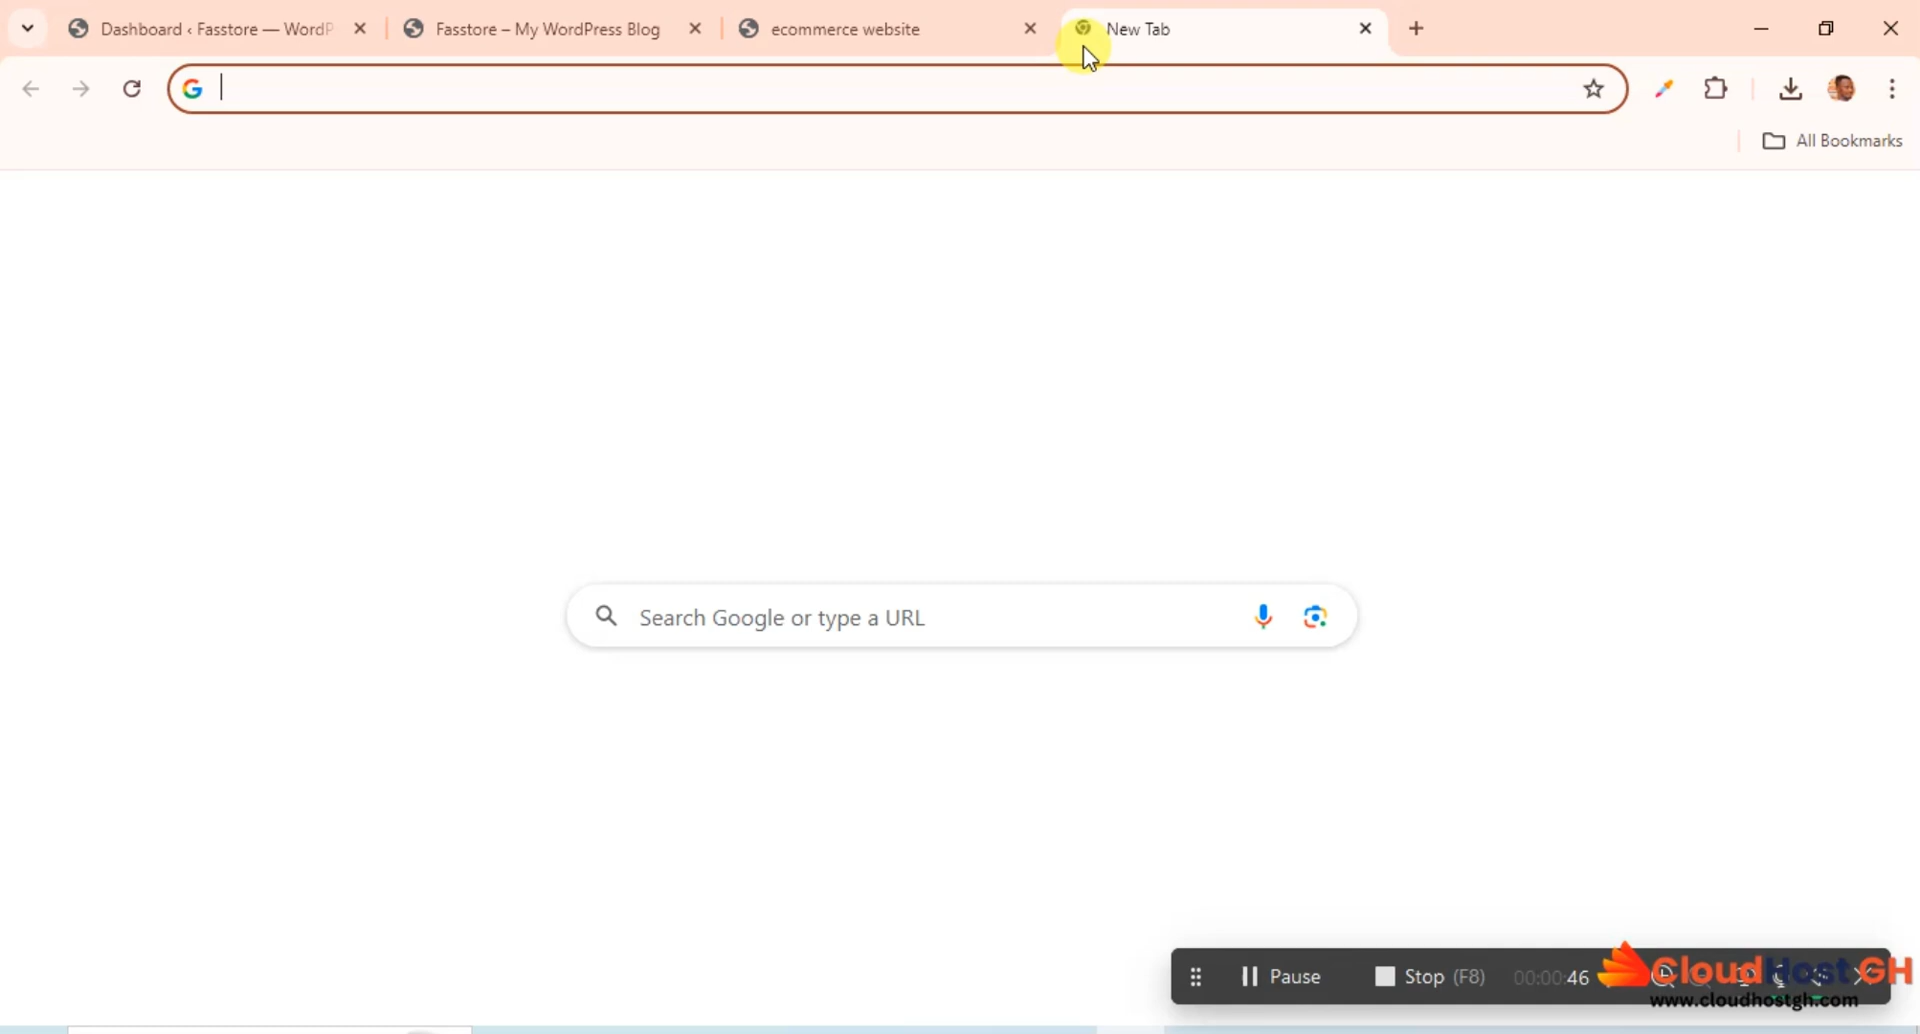 Dashboard ‹ Fasstore — WordP
Fasstore – My WordPress Blog
ecommerce website
New Tab
All Bookmarks
Search Google or type a URL
Pause
Stop (F8)
00:00:46
CloudHostGH
www.cloudhostgh.com